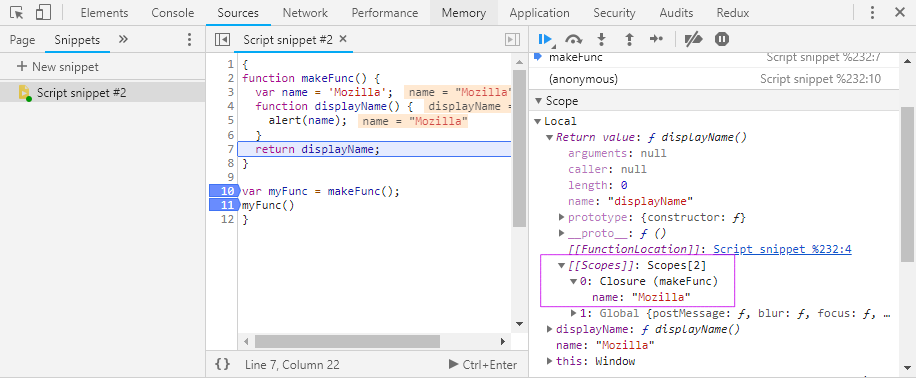 Elements Console Sources Network Performance Memory Application Security Audits Redux
Page Snippets »
+ New snippet
Script snippet #2
Script snippet #2 ×
1 {
2 function makeFunc() {
3 var name = 'Mozilla'; name = "Mozilla"
4 function displayName() { displayName =
5 alert(name); name = "Mozilla"
6 }
7 return displayName;
8 }
9
10 var myFunc = makeFunc();
11 myFunc()
12 }
{} Line 7, Column 22 Ctrl+Enter
makeFunc Script snippet %232:7
(anonymous) Script snippet %232:10
Scope
Local
Return value: ƒ displayName()
arguments: null
caller: null
length: 0
name: "displayName"
prototype: {constructor: ƒ}
__proto__: ƒ ()
[[FunctionLocation]]: Script snippet %232:4
[[Scopes]]: Scopes[2]
0: Closure (makeFunc)
name: "Mozilla"
1: Global {postMessage: ƒ, blur: ƒ, focus: ƒ, …
displayName: ƒ displayName()
name: "Mozilla"
this: Window